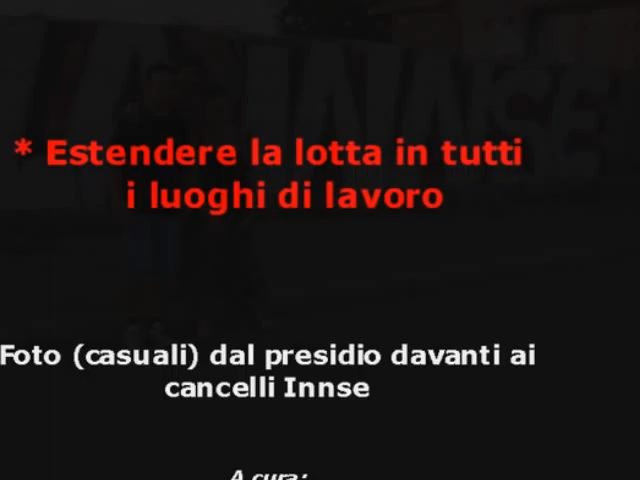 * Estendere la lotta in tutti
i luoghi di lavoro
Foto (casuali) dal presidio davanti ai
cancelli Innse
A cura: